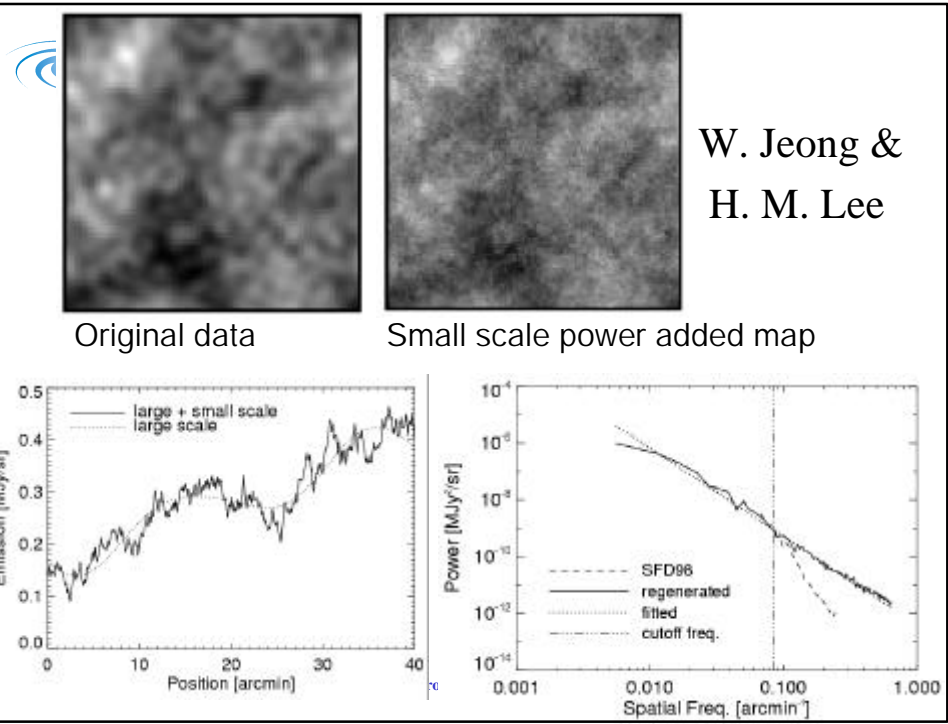 W. Jeong &
H. M. Lee
Original data
Small scale power added map
0.5
0.4
0.3
0.2
0.1
0.0
large + small scale
large scale
0
10
20
30
40
Position [arcmin]
Power [MJy²/sr]
10⁻⁴
10⁻⁶
10⁻⁸
10⁻¹⁰
10⁻¹²
10⁻¹⁴
SFD98
regenerated
fitted
cutoff freq.
0.001
0.010
0.100
1.000
Spatial Freq. [arcmin⁻¹]